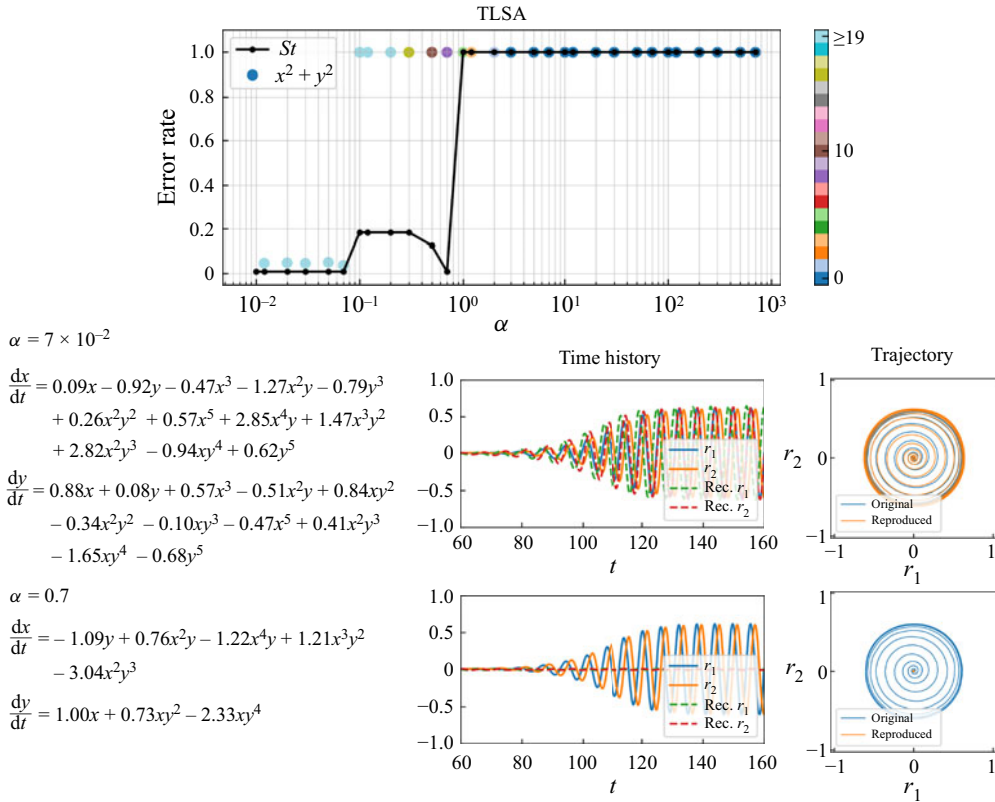 TLSA
Error rate
1.0
0.8
0.6
0.4
0.2
0
St
x² + y²
10⁻² 10⁻¹ 10⁰ 10¹ 10² 10³
α
≥19
10
0
α = 7 × 10⁻²
dx/dt = 0.09x – 0.92y – 0.47x³ – 1.27x²y – 0.79y³
+ 0.26x²y² + 0.57x⁵ + 2.85x⁴y + 1.47x³y²
+ 2.82x²y³ – 0.94xy⁴ + 0.62y⁵
dy/dt = 0.88x + 0.08y + 0.57x³ – 0.51x²y + 0.84xy²
– 0.34x²y² – 0.10xy³ – 0.47x⁵ + 0.41x²y³
– 1.65xy⁴ – 0.68y⁵
Time history
1.0
0.5
0
–0.5
–1.0
60 80 100 120 140 160
t
r₁
r₂
Rec. r₁
Rec. r₂
Trajectory
r₂
1
0
–1
–1 0 1
r₁
Original
Reproduced
α = 0.7
dx/dt = – 1.09y + 0.76x²y – 1.22x⁴y + 1.21x³y²
– 3.04x²y³
dy/dt = 1.00x + 0.73xy² – 2.33xy⁴
1.0
0.5
0
–0.5
–1.0
60 80 100 120 140 160
t
r₁
r₂
Rec. r₁
Rec. r₂
r₂
1
0
–1
–1 0 1
r₁
Original
Reproduced